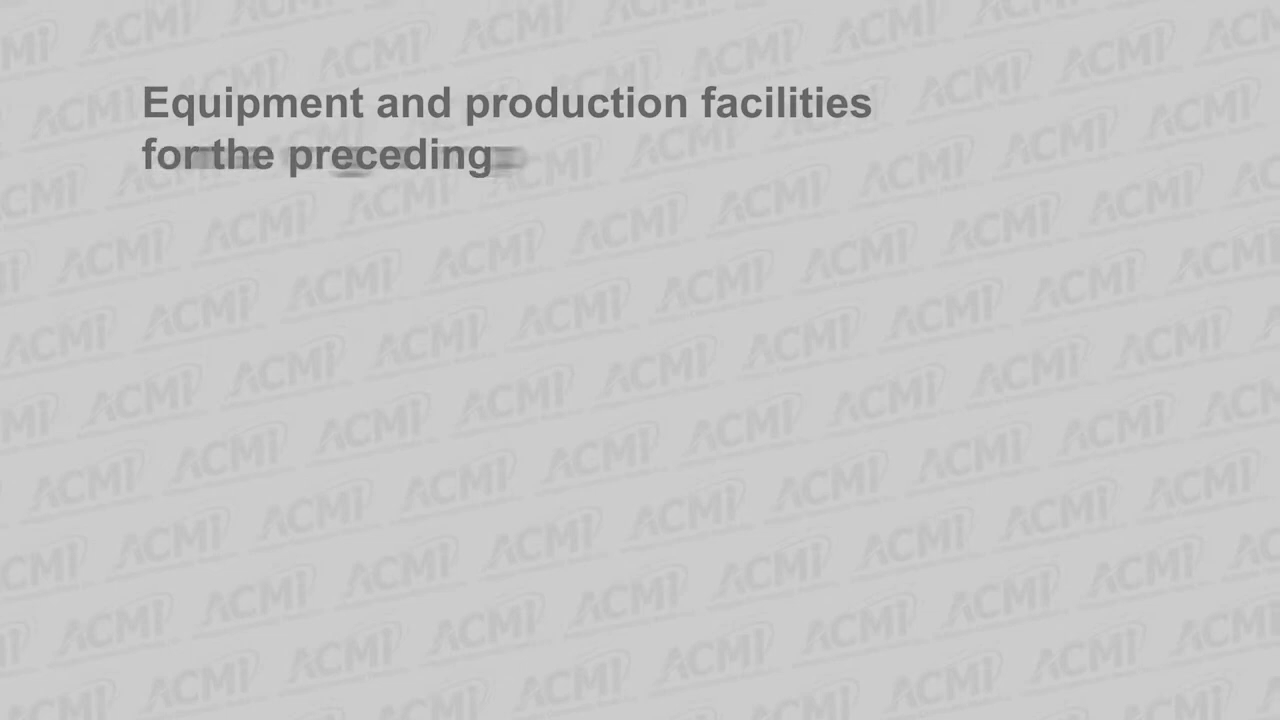 Equipment and production facilities
for the preceding